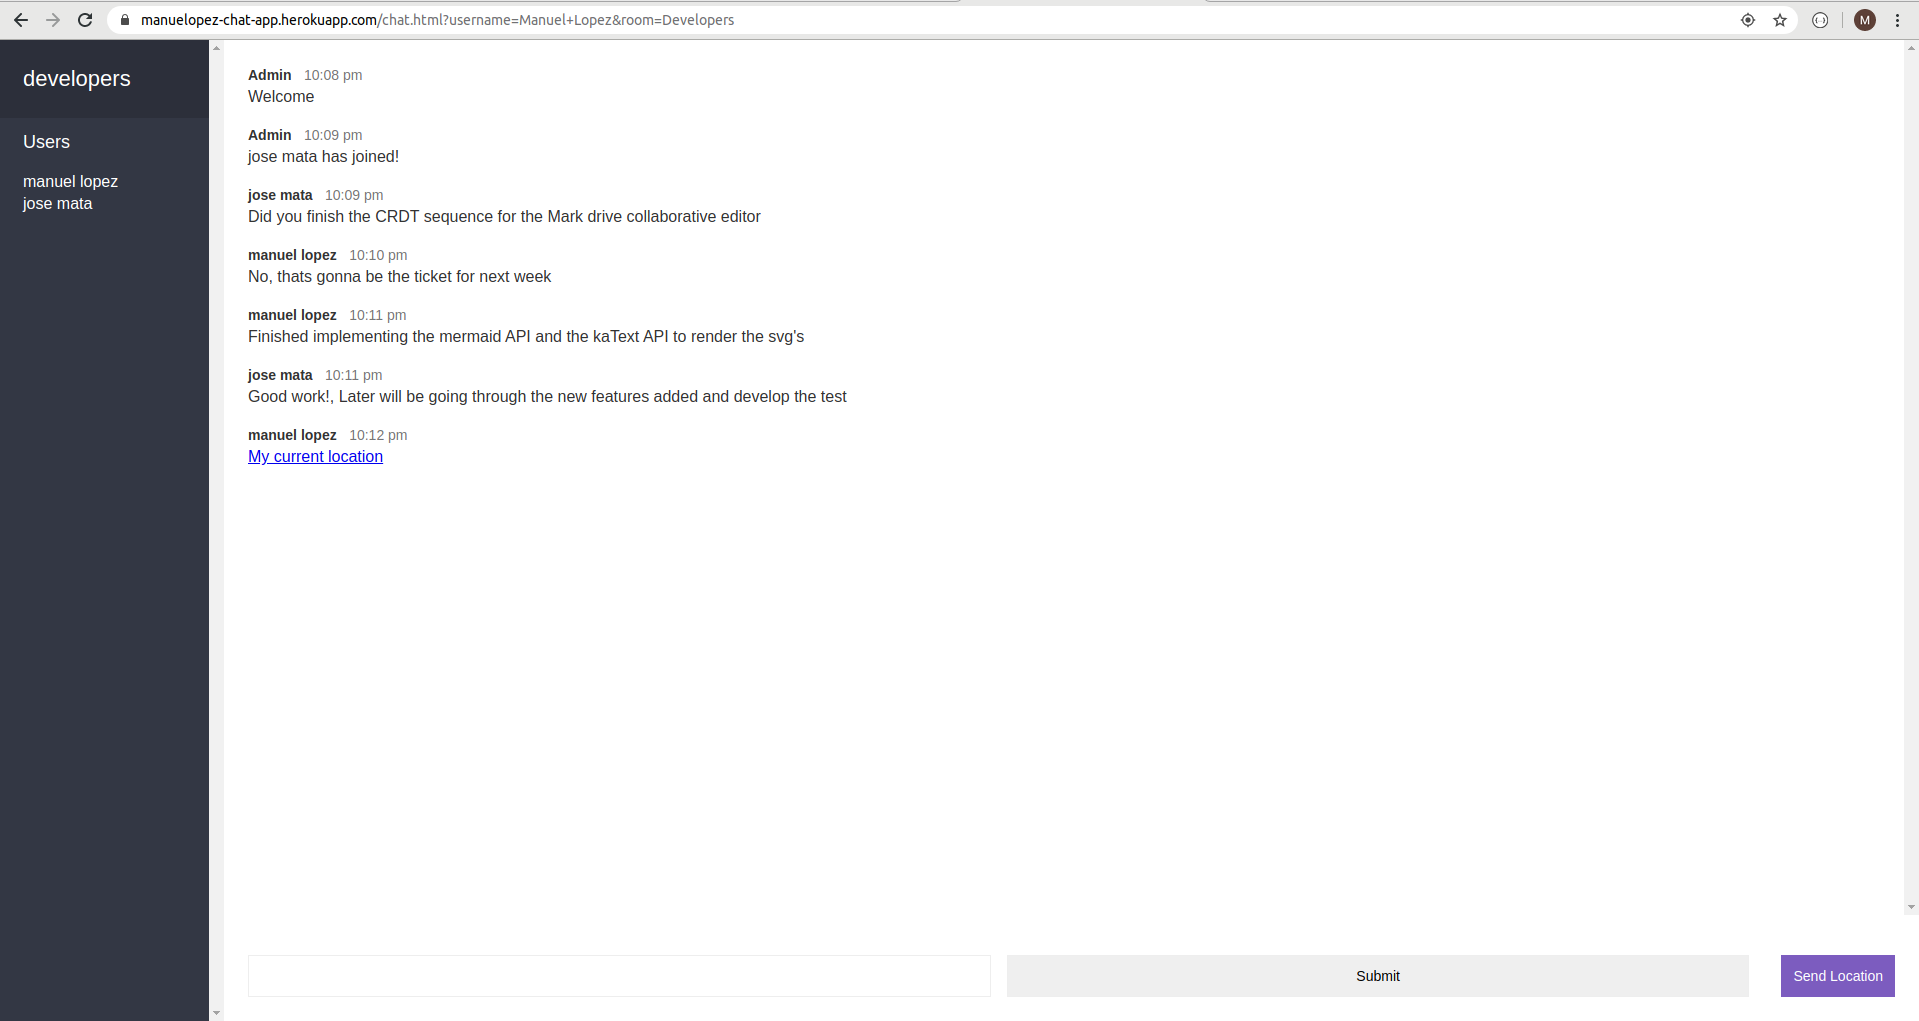 manuelopez-chat-app.herokuapp.com/chat.html?username=Manuel+Lopez&room=Developers
M
developers
Users
manuel lopez
jose mata
Admin 10:08 pm
Welcome
Admin 10:09 pm
jose mata has joined!
jose mata 10:09 pm
Did you finish the CRDT sequence for the Mark drive collaborative editor
manuel lopez 10:10 pm
No, thats gonna be the ticket for next week
manuel lopez 10:11 pm
Finished implementing the mermaid API and the kaText API to render the svg's
jose mata 10:11 pm
Good work!, Later will be going through the new features added and develop the test
manuel lopez 10:12 pm
My current location
Submit
Send Location